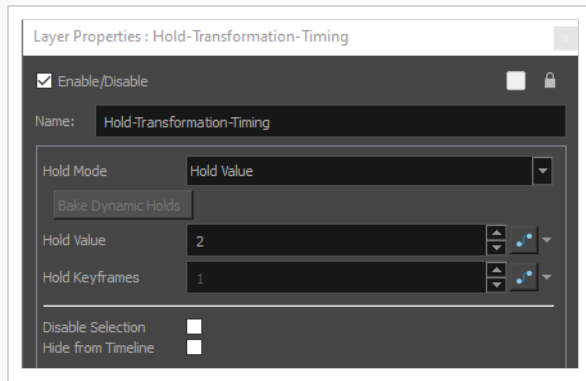 Layer Properties : Hold-Transformation-Timing
x
Enable/Disable
Name: Hold-Transformation-Timing
Hold Mode Hold Value
Bake Dynamic Holds
Hold Value 2
Hold Keyframes 1
Disable Selection
Hide from Timeline